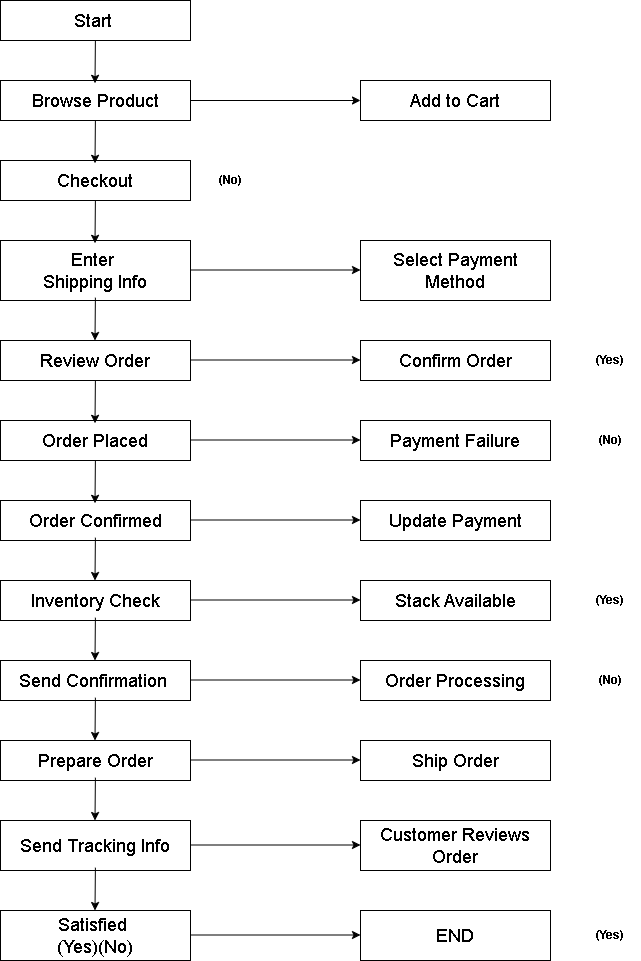 Start
Browse Product
Add to Cart
Checkout
(No)
Enter
Shipping Info
Select Payment
Method
Review Order
Confirm Order
(Yes)
Order Placed
Payment Failure
(No)
Order Confirmed
Update Payment
Inventory Check
Stack Available
(Yes)
Send Confirmation
Order Processing
(No)
Prepare Order
Ship Order
Send Tracking Info
Customer Reviews
Order
Satisfied
(Yes)(No)
END
(Yes)